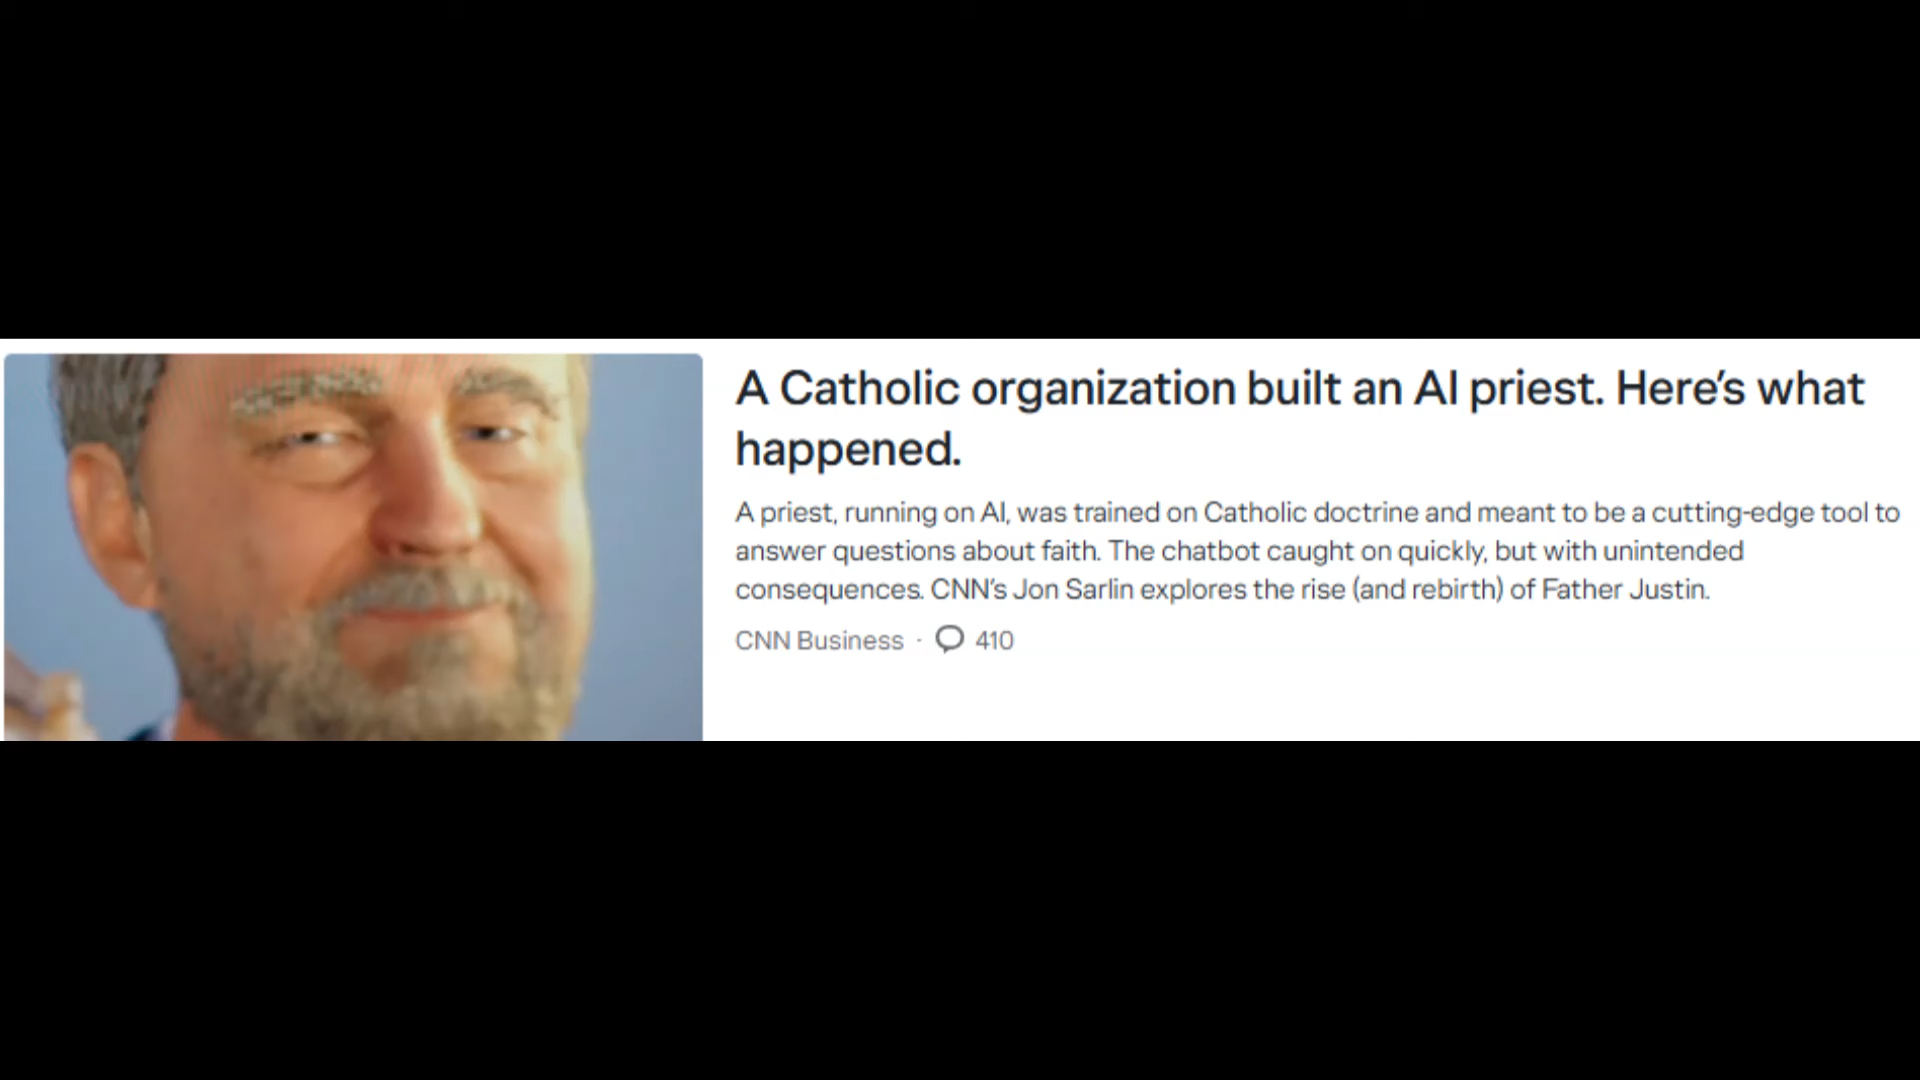 A Catholic organization built an AI priest. Here’s what
happened.
A priest, running on AI, was trained on Catholic doctrine and meant to be a cutting-edge tool to
answer questions about faith. The chatbot caught on quickly, but with unintended
consequences. CNN’s Jon Sarlin explores the rise (and rebirth) of Father Justin.
CNN Business · 410